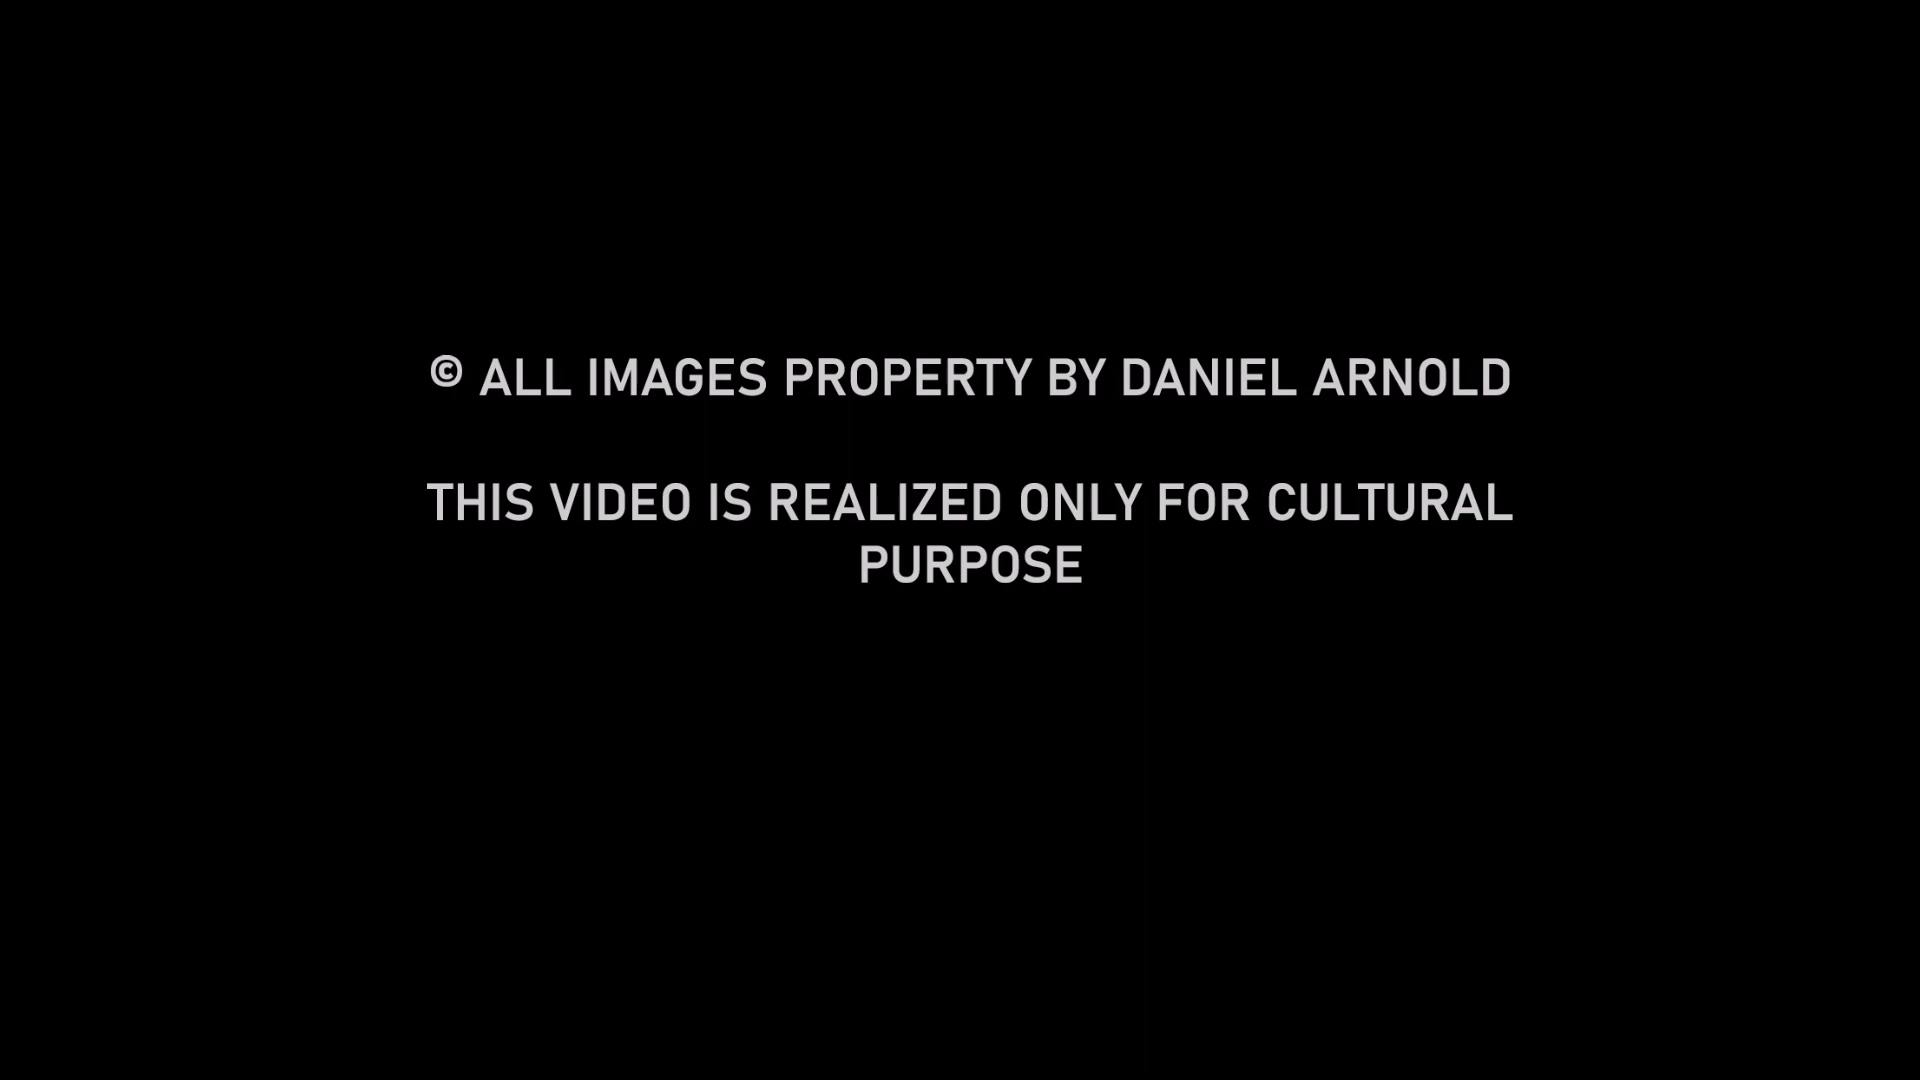 © ALL IMAGES PROPERTY BY DANIEL ARNOLD
THIS VIDEO IS REALIZED ONLY FOR CULTURAL
PURPOSE